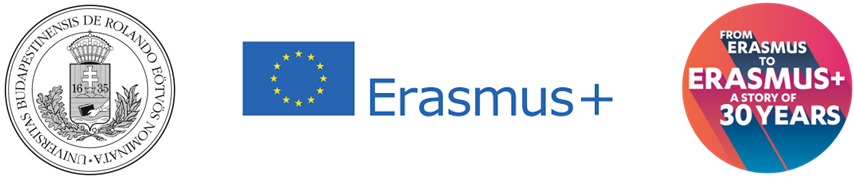 UNIVERSITAS BUDAPESTINENSIS DE ROLANDO EÖTVÖS NOMINATA
16 35
Erasmus+
FROM
ERASMUS
TO
ERASMUS+
A STORY OF
30 YEARS